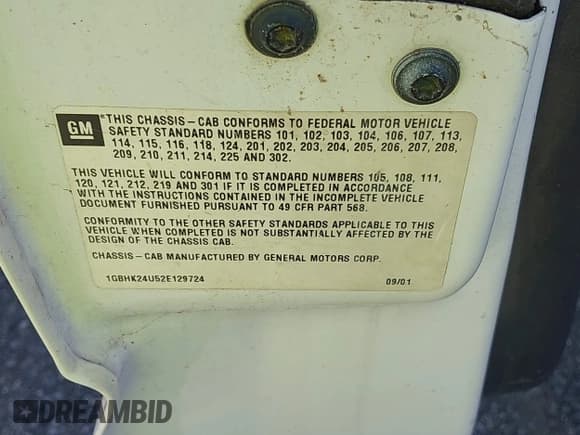 GM
THIS CHASSIS-CAB CONFORMS TO FEDERAL MOTOR VEHICLE
SAFETY STANDARD NUMBERS 101, 102, 103, 104, 106, 107, 113,
114, 115, 116, 118, 124, 201, 202, 203, 204, 205, 206, 207, 208,
209, 210, 211, 214, 225 AND 302.
THIS VEHICLE WILL CONFORM TO STANDARD NUMBERS 105, 108, 111,
120, 121, 212, 219 AND 301 IF IT IS COMPLETED IN ACCORDANCE
WITH THE INSTRUCTIONS CONTAINED IN THE INCOMPLETE VEHICLE
DOCUMENT FURNISHED PURSUANT TO 49 CFR PART 568.
CONFORMITY TO THE OTHER SAFETY STANDARDS APPLICABLE TO THIS
VEHICLE WHEN COMPLETED IS NOT SUBSTANTIALLY AFFECTED BY THE
DESIGN OF THE CHASSIS CAB.
CHASSIS-CAB MANUFACTURED BY GENERAL MOTORS CORP.
1GBHK24U52E129724 09/01
DREAMBID